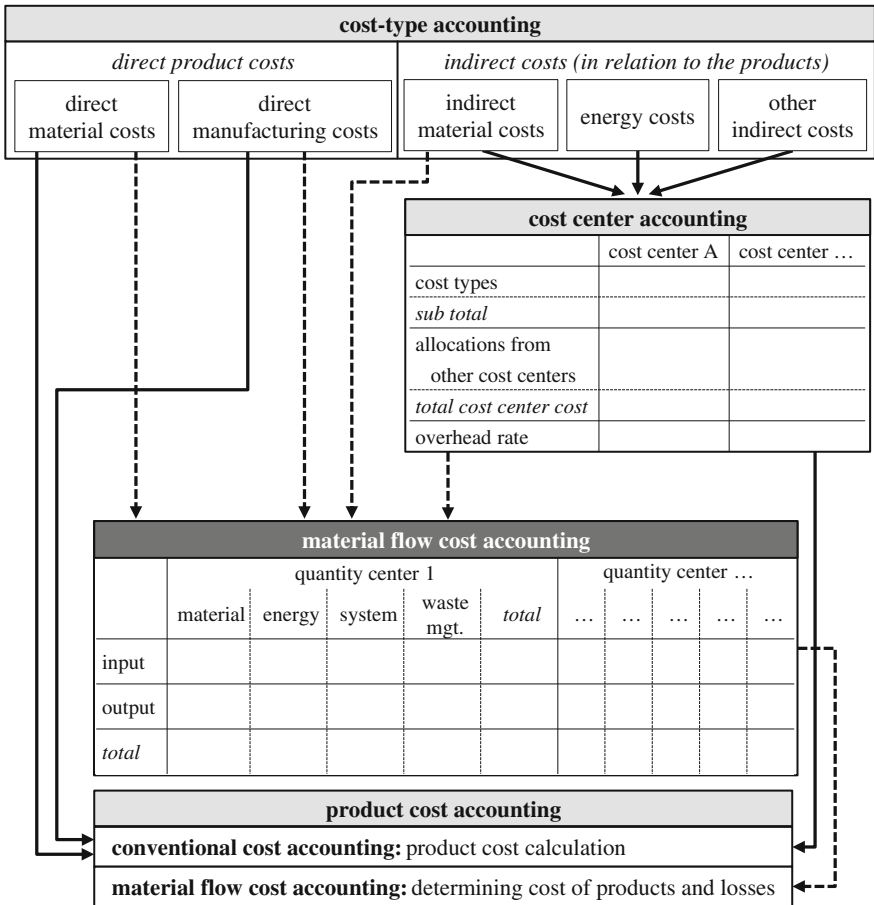 cost-type accounting
direct product costs
indirect costs (in relation to the products)
direct
material costs
direct
manufacturing costs
indirect
material costs
energy costs
other
indirect costs
cost center accounting
cost center A
cost center …
cost types
sub total
allocations from
other cost centers
total cost center cost
overhead rate
material flow cost accounting
quantity center 1
quantity center …
material
energy
system
waste
mgt.
total
…
…
…
…
…
input
output
total
product cost accounting
conventional cost accounting: product cost calculation
material flow cost accounting: determining cost of products and losses